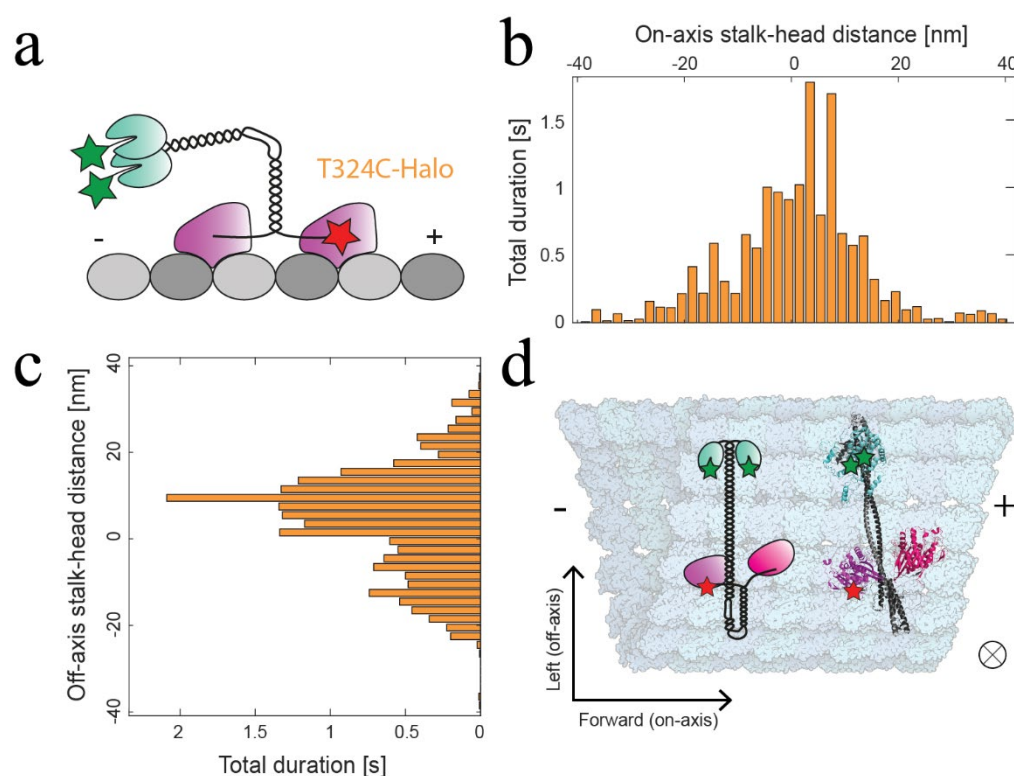 a
T324C-Halo
-
+
b
On-axis stalk-head distance [nm]
-40
-20
0
20
40
Total duration [s]
1.5
1
0.5
0
c
Off-axis stalk-head distance [nm]
40
20
0
20
-40
2
1.5
1
0.5
0
Total duration [s]
d
-
+
Left (off-axis)
Forward (on-axis)